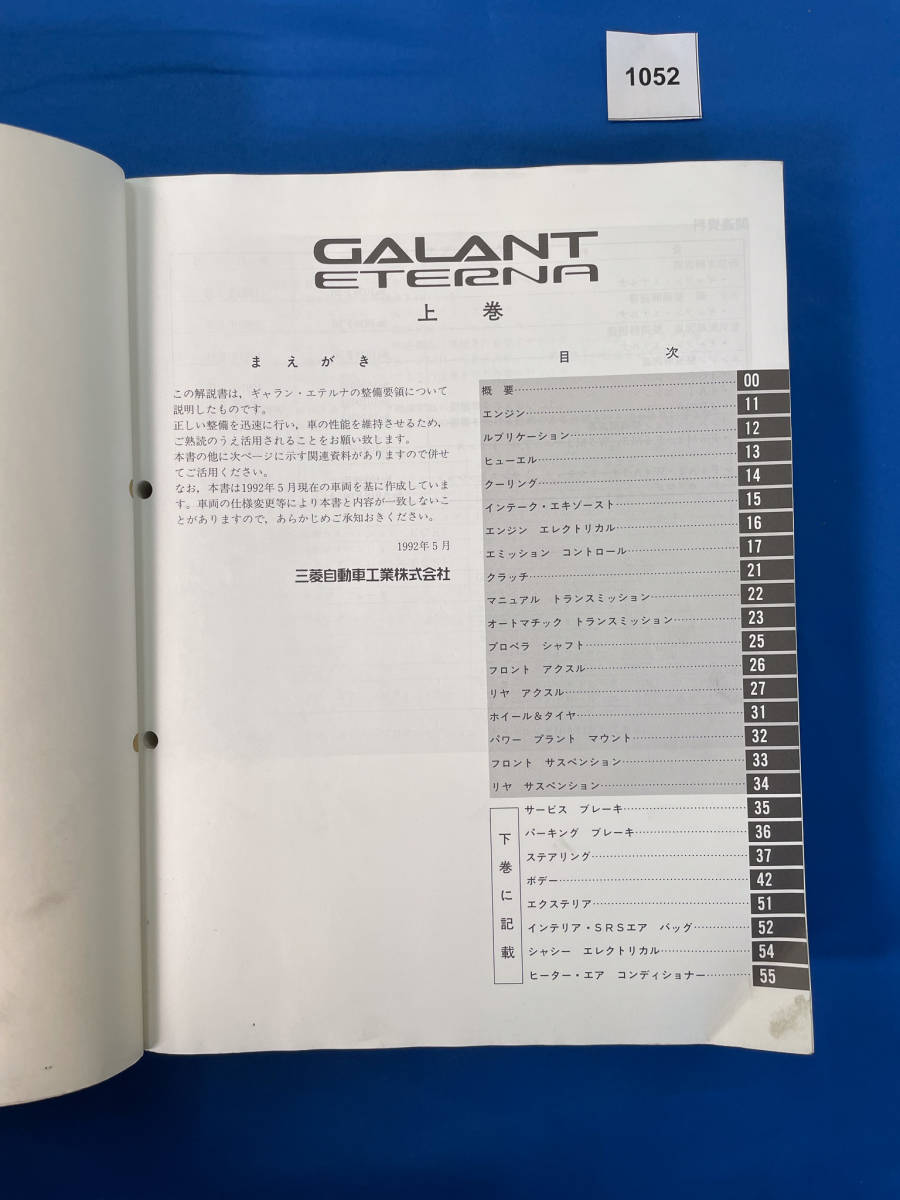 1052
GALANT
ETERNA
上 巻
ま え が き
この解説書は，ギャラン・エテルナの整備要領について
説明したものです。
正しい整備を迅速に行い，車の性能を維持させるため，
ご熟読のうえ活用されることをお願い致します。
本書の他に次ページに示す関連資料がありますので併せ
てご活用ください。
なお，本書は1992年5月現在の車両を基に作成していま
す。車両の仕様変更等により本書と内容が一致しないこ
とがありますので，あらかじめご承知おきください。
1992年5月
三菱自動車工業株式会社
目 次
概 要 00
エンジン 11
ルブリケーション 12
ヒューエル 13
クーリング 14
インテーク・エキゾースト 15
エンジン エレクトリカル 16
エミッション コントロール 17
クラッチ 21
マニュアル トランスミッション 22
オートマチック トランスミッション 23
プロペラ シャフト 25
フロント アクスル 26
リヤ アクスル 27
ホイール＆タイヤ 31
パワー プラント マウント 32
フロント サスペンション 33
リヤ サスペンション 34
下巻に記載
サービス ブレーキ 35
パーキング ブレーキ 36
ステアリング 37
ボデー 42
エクステリア 51
インテリア・SRSエア バッグ 52
シャシー エレクトリカル 54
ヒーター・エア コンディショナー 55